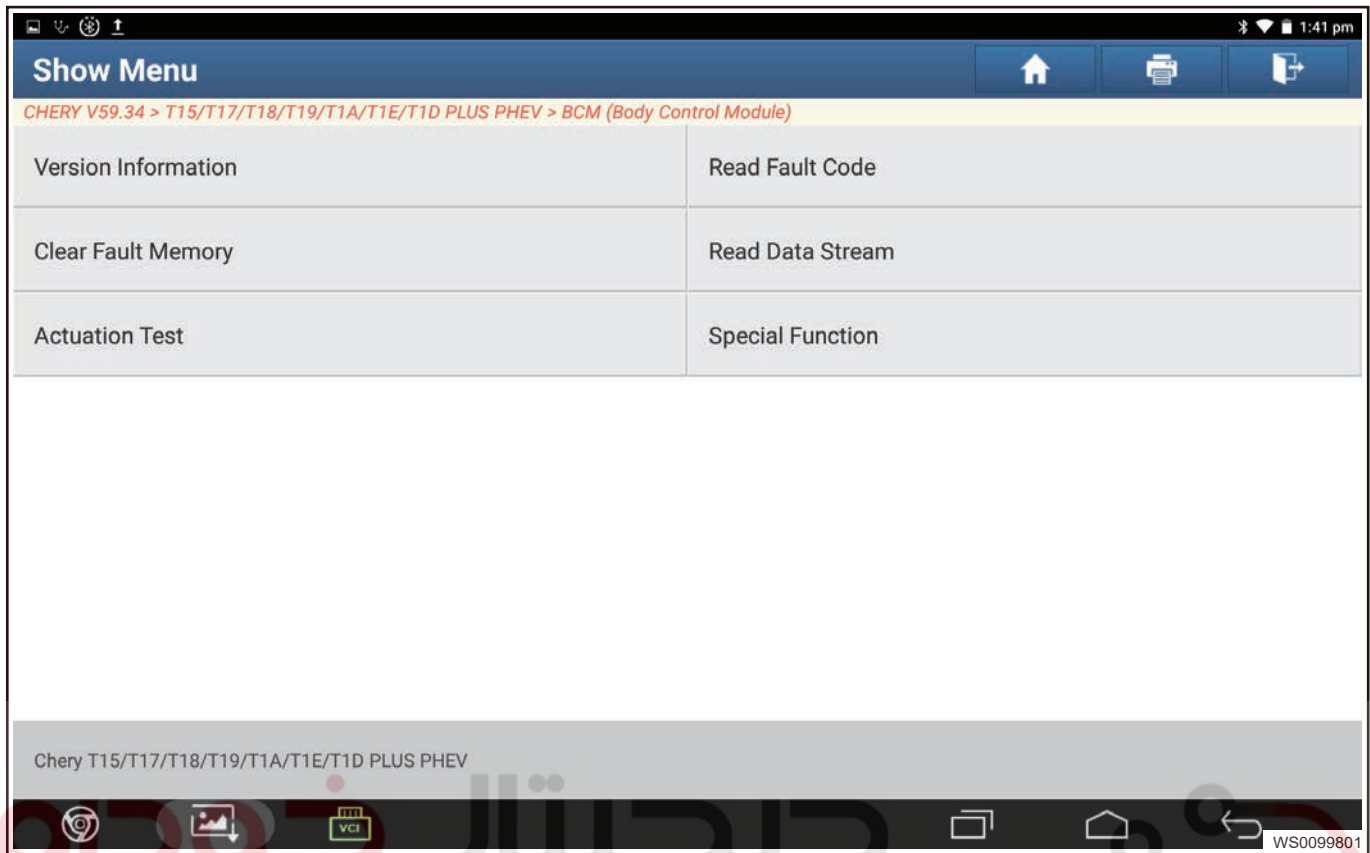 1:41 pm
Show Menu
CHERY V59.34 > T15/T17/T18/T19/T1A/T1E/T1D PLUS PHEV > BCM (Body Control Module)
Version Information
Read Fault Code
Clear Fault Memory
Read Data Stream
Actuation Test
Special Function
Chery T15/T17/T18/T19/T1A/T1E/T1D PLUS PHEV
VCI
WS0099801